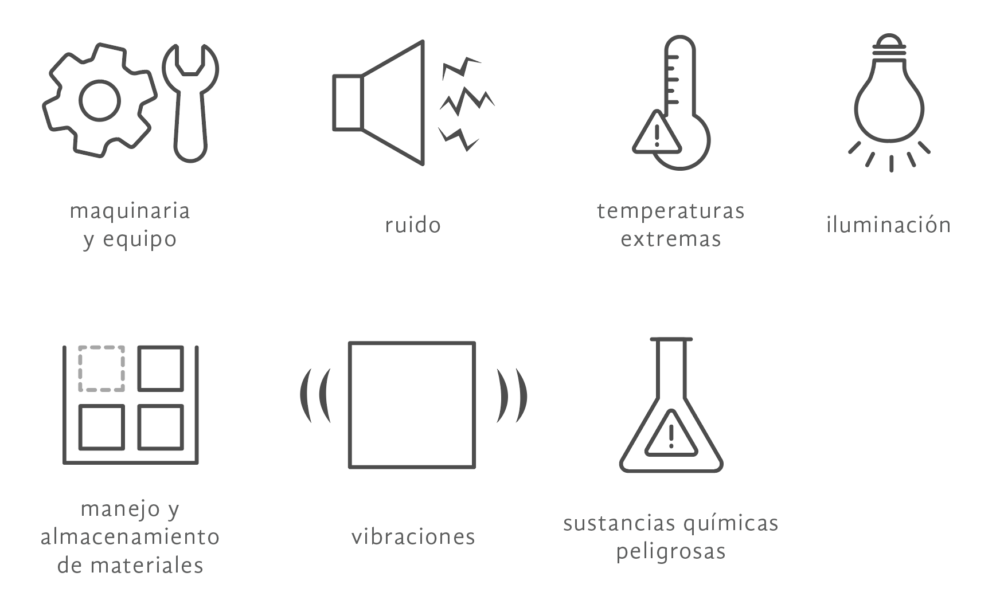 maquinaria
y equipo
ruido
temperaturas
extremas
iluminación
manejo y
almacenamiento
de materiales
vibraciones
sustancias químicas
peligrosas